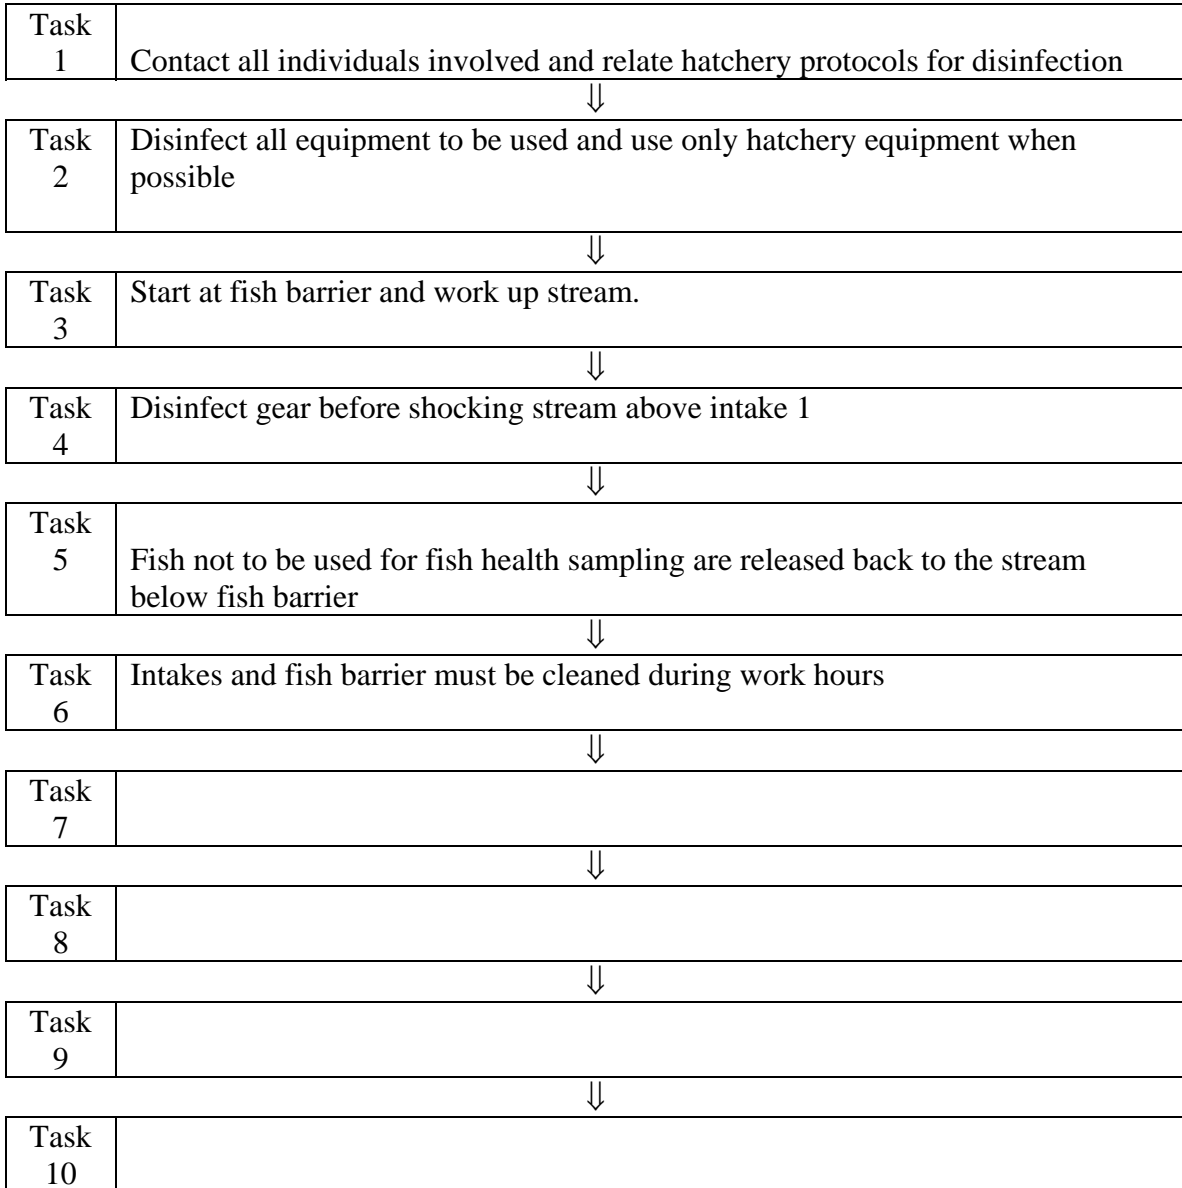 Task
1
Contact all individuals involved and relate hatchery protocols for disinfection
⇓
Task
2
Disinfect all equipment to be used and use only hatchery equipment when
possible
⇓
Task
3
Start at fish barrier and work up stream.
⇓
Task
4
Disinfect gear before shocking stream above intake 1
⇓
Task
5
Fish not to be used for fish health sampling are released back to the stream
below fish barrier
⇓
Task
6
Intakes and fish barrier must be cleaned during work hours
⇓
Task
7
⇓
Task
8
⇓
Task
9
⇓
Task
10